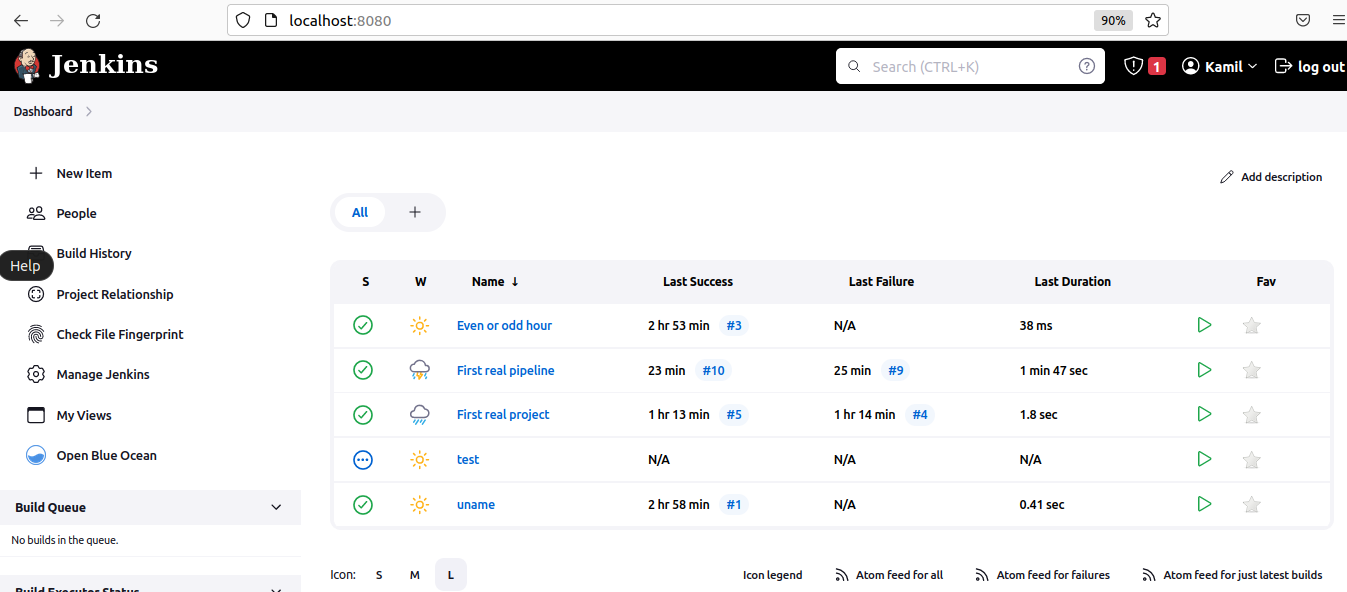 localhost:8080
90%
Jenkins
Search (CTRL+K)
1
Kamil
log out
Dashboard
New Item
People
Build History
Help
Project Relationship
Check File Fingerprint
Manage Jenkins
My Views
Open Blue Ocean
Build Queue
No builds in the queue.
Build Executor Status
Add description
All +
S W Name ↓ Last Success Last Failure Last Duration Fav
Even or odd hour 2 hr 53 min #3 N/A 38 ms
First real pipeline 23 min #10 25 min #9 1 min 47 sec
First real project 1 hr 13 min #5 1 hr 14 min #4 1.8 sec
test N/A N/A N/A
uname 2 hr 58 min #1 N/A 0.41 sec
Icon: S M L Icon legend Atom feed for all Atom feed for failures Atom feed for just latest builds